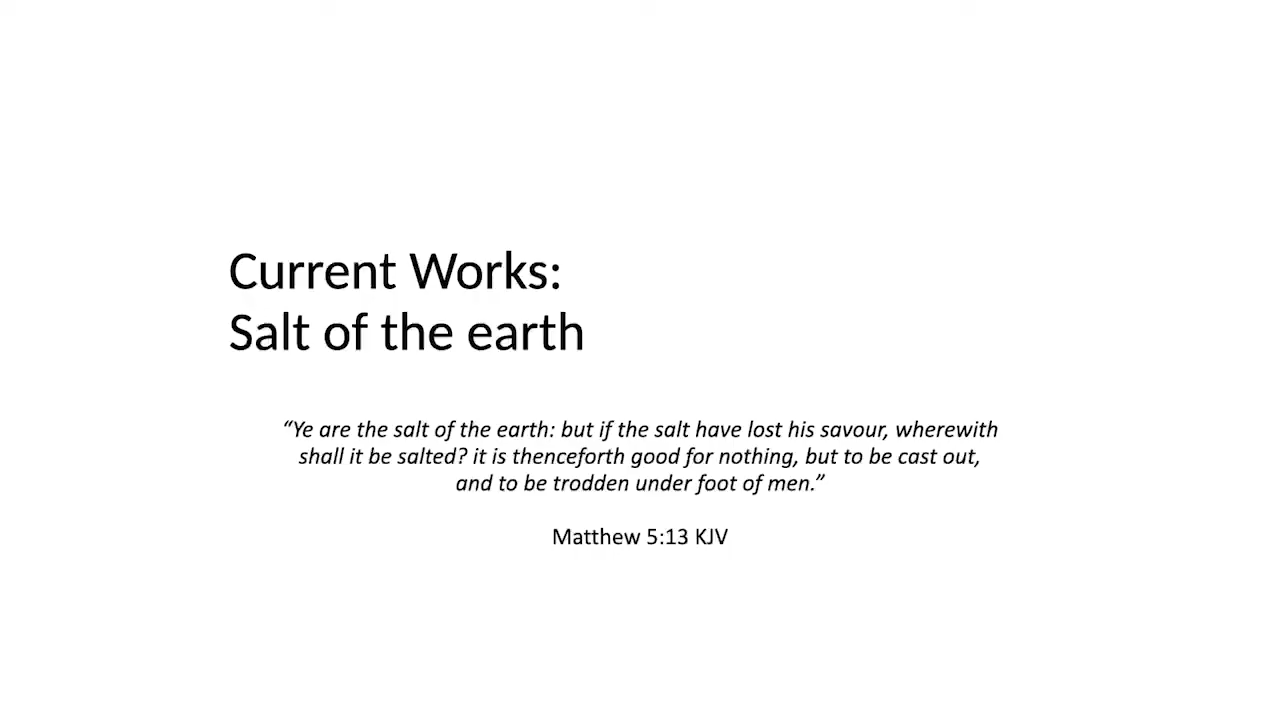 Current Works:
Salt of the earth
“Ye are the salt of the earth: but if the salt have lost his savour, wherewith
shall it be salted? it is thenceforth good for nothing, but to be cast out,
and to be trodden under foot of men.”
Matthew 5:13 KJV